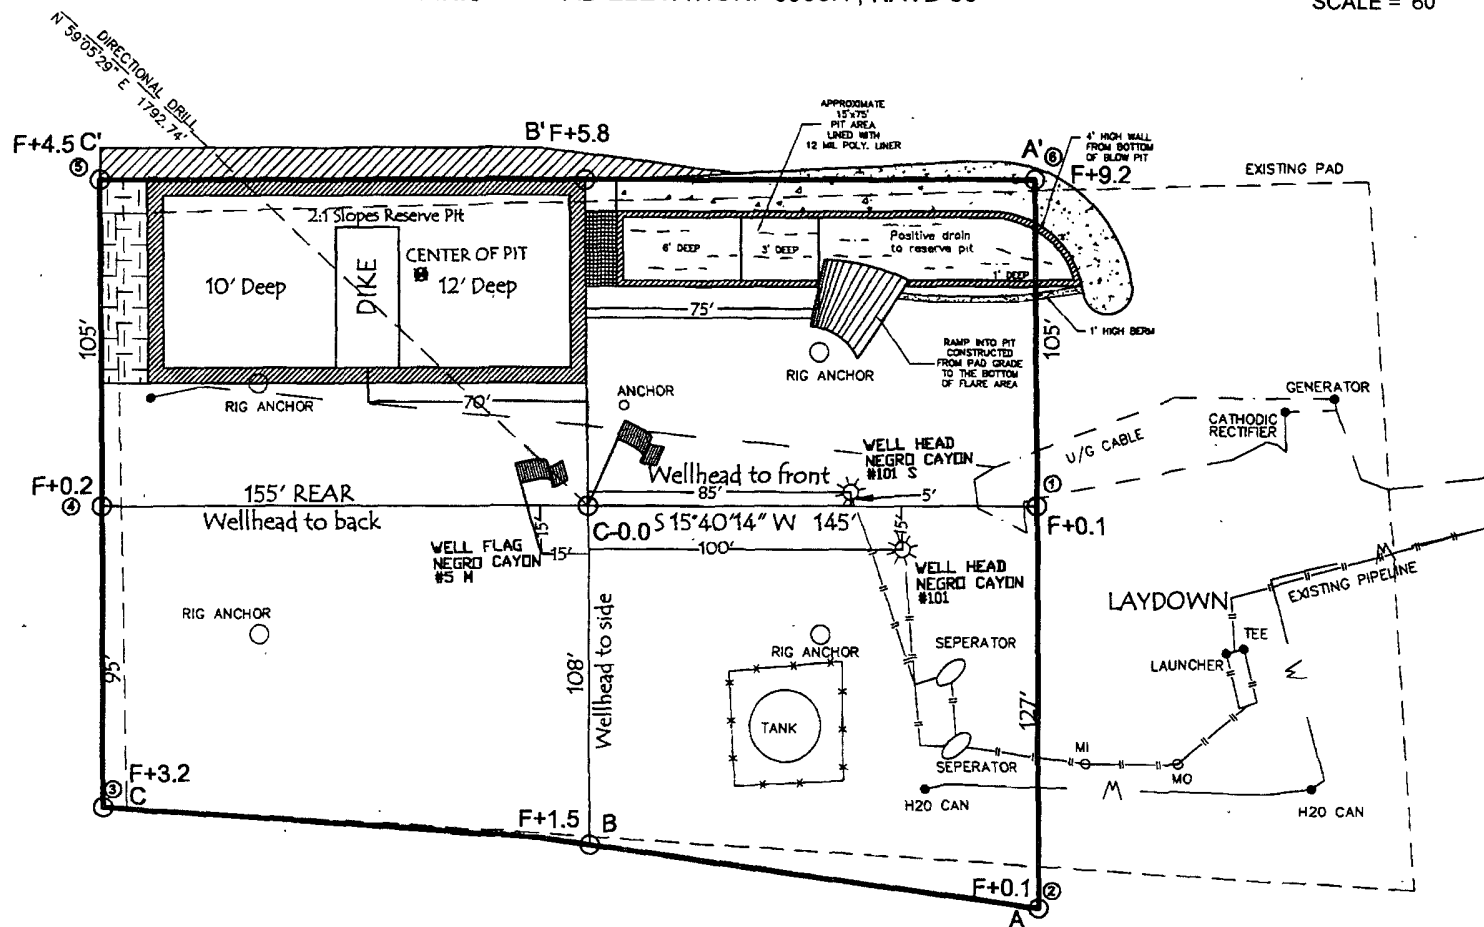 SCALE = 60'
N 59°05'29" E 1792.74'
DIRECTIONAL DRILL
F+4.5 C'
⑤
B' F+5.8
APPROXIMATE
15'x75'
PIT AREA
LINED WITH
12 MIL POLY. LINER
A' ⑥
F+9.2
4' HIGH WALL
FROM BOTTOM
OF BLOW PIT
EXISTING PAD
2:1 Slopes Reserve Pit
CENTER OF PIT
10' Deep
DIKE
12' Deep
6' DEEP
3' DEEP
Positive drain
to reserve pit
1' DEEP
75'
1' HIGH BERM
105'
105'
RAMP INTO PIT
CONSTRUCTED
FROM PAD GRADE
TO THE BOTTOM
OF FLARE AREA
RIG ANCHOR
RIG ANCHOR
70'
ANCHOR
GENERATOR
CATHODIC
RECTIFIER
U/G CABLE
WELL HEAD
NEGRO CAYON
#101 S
Wellhead to front
85'
5'
F+0.2
④
155' REAR
Wellhead to back
C-0.0
S 15°40'14" W 145'
①
F+0.1
15'
15'
15'
100'
WELL FLAG
NEGRO CAYON
#5 M
WELL HEAD
NEGRO CAYON
#101
EXISTING PIPELINE
LAYDOWN
RIG ANCHOR
RIG ANCHOR
95'
108'
Wellhead to side
127'
SEPERATOR
TEE
LAUNCHER
TANK
SEPERATOR
MI
MO
H20 CAN
H20 CAN
W
W
W
F+3.2
③
C
F+1.5
B
F+0.1
②
A